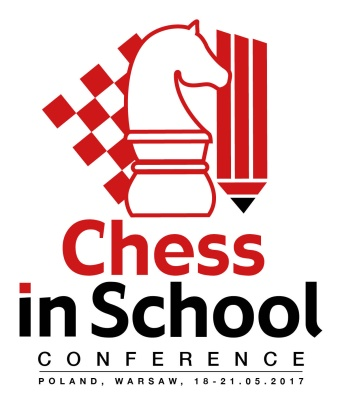 Chess
in School
CONFERENCE
POLAND, WARSAW, 18-21.05.2017